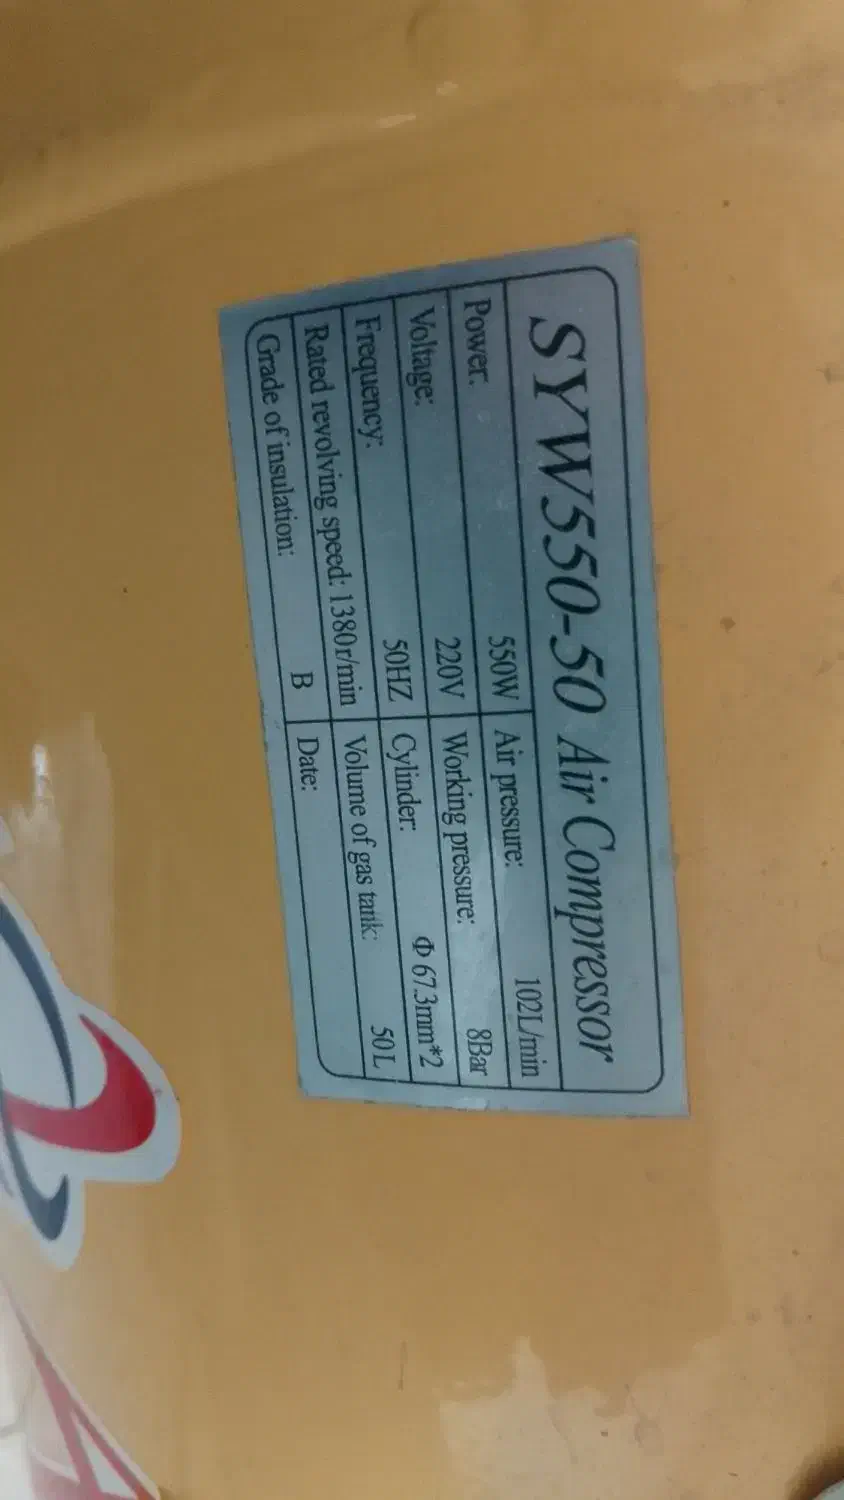 SYW550-50 Air Compressor
Power: 550W Air pressure: 102L/min
Voltage: 220V Working pressure: 8Bar
Frequency: 50HZ Cylinder: Φ67.3mm*2
Rated revolving speed: 1380r/min Volume of gas tank: 50L
Grade of insulation: B Date: